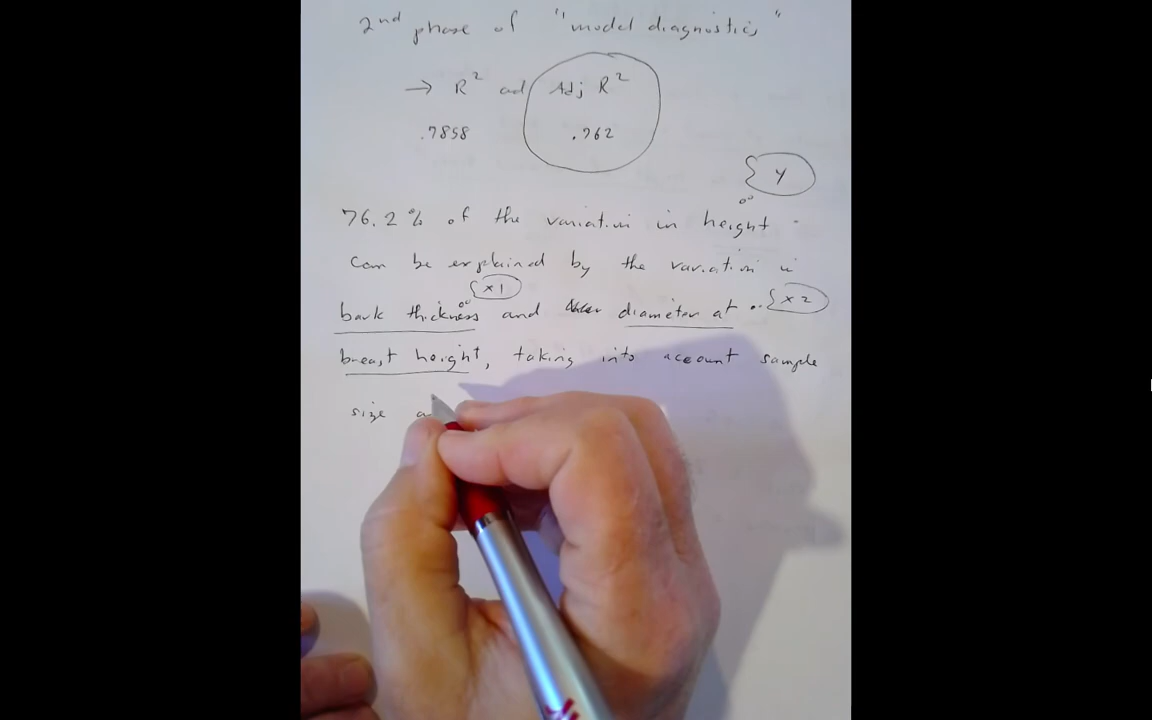 2nd phase of "model diagnostics"
→ R² and Adj R²
.7858 .762
y
76.2% of the variation in height
can be explained by the variation in
x1
bark thickness and diameter at
x2
breast height, taking into account sample
size a